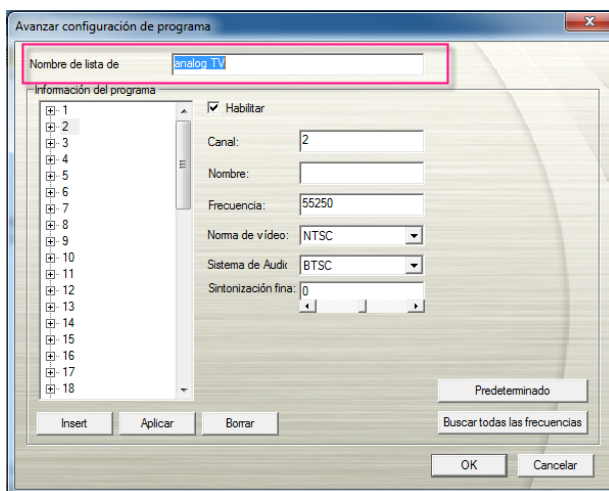 Avanzar configuración de programa
Nombre de lista de analog TV
Información del programa
1
2
3
4
5
6
7
8
9
10
11
12
13
14
15
16
17
18
Habilitar
Canal: 2
Nombre:
Frecuencia: 55250
Norma de vídeo: NTSC
Sistema de Audic BTSC
Sintonización fina: 0
Predeterminado
Insert Aplicar Borrar Buscar todas las frecuencias
OK Cancelar